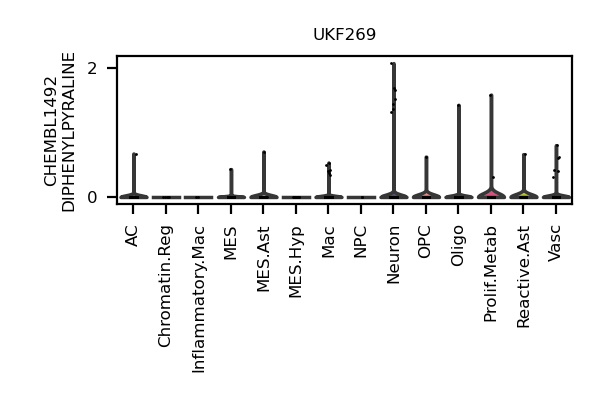 UKF269
CHEMBL1492
DIPHENYLPYRALINE
2
0
AC
Chromatin.Reg
Inflammatory.Mac
MES
MES.Ast
MES.Hyp
Mac
NPC
Neuron
OPC
Oligo
Prolif.Metab
Reactive.Ast
Vasc